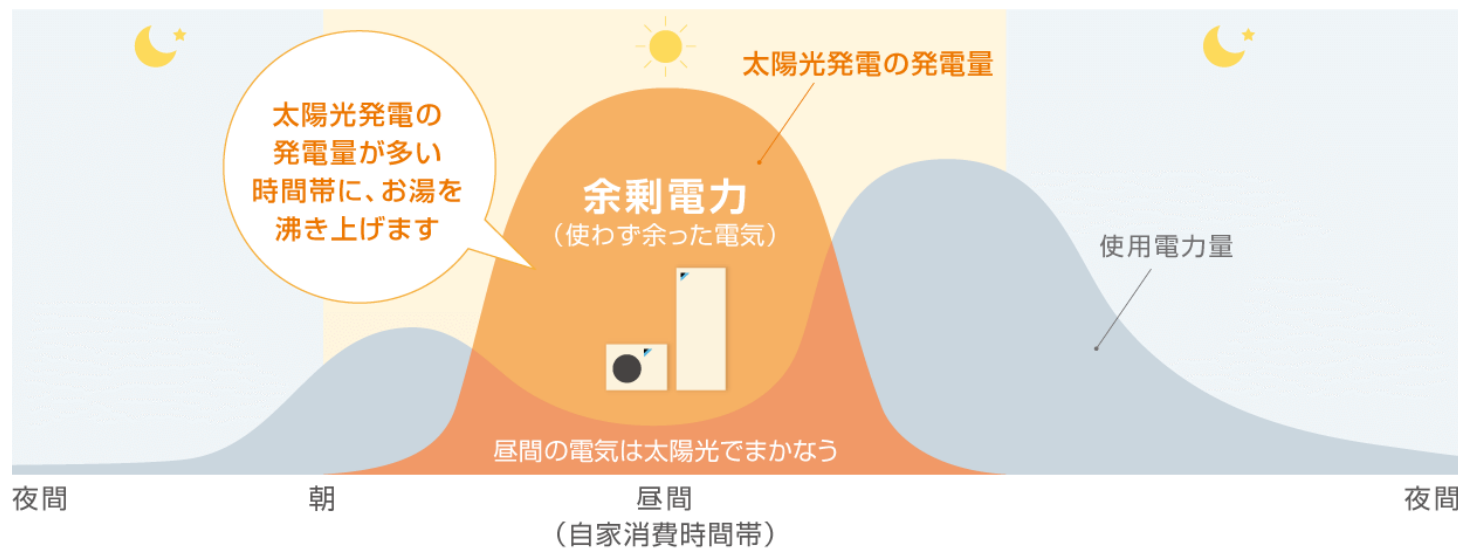 太陽光発電の発電量
太陽光発電の
発電量が多い
時間帯に、お湯を
沸き上げます
余剰電力
（使わず余った電気）
使用電力量
昼間の電気は太陽光でまかなう
夜間
朝
昼間
（自家消費時間帯）
夜間